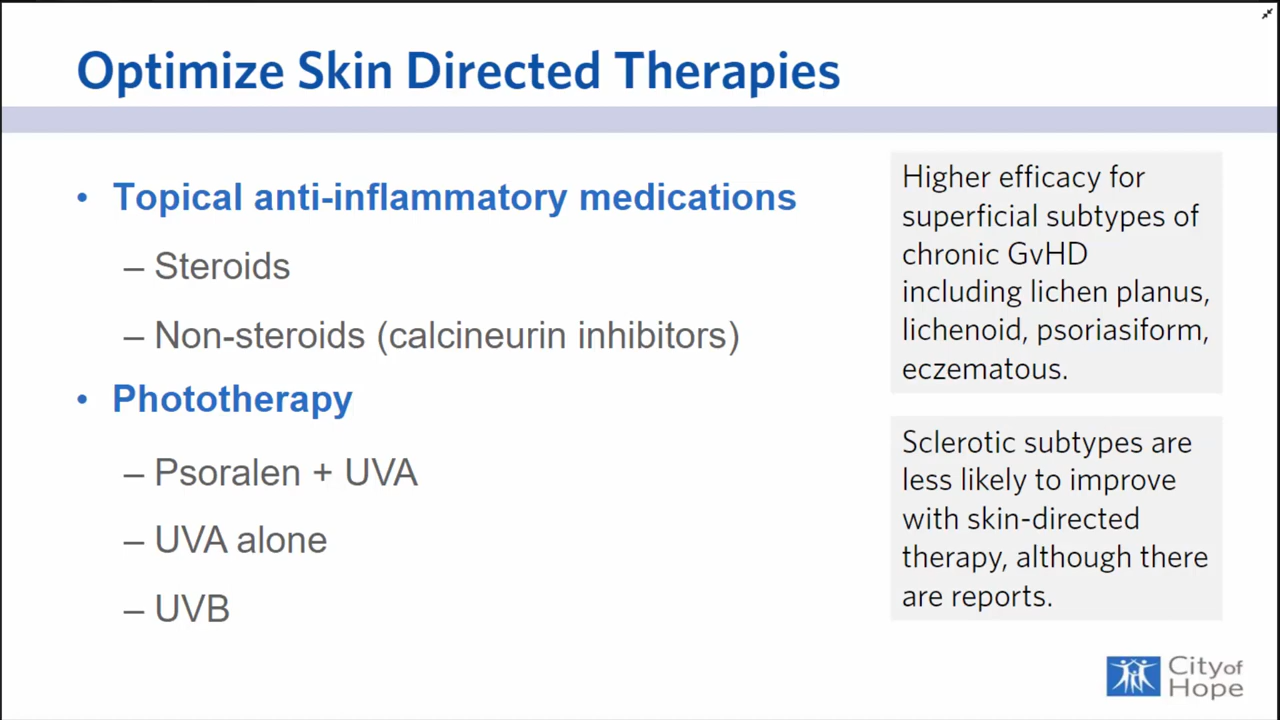 Optimize Skin Directed Therapies
• Topical anti-inflammatory medications
– Steroids
– Non-steroids (calcineurin inhibitors)
• Phototherapy
– Psoralen + UVA
– UVA alone
– UVB
Higher efficacy for
superficial subtypes of
chronic GvHD
including lichen planus,
lichenoid, psoriasiform,
eczematous.
Sclerotic subtypes are
less likely to improve
with skin-directed
therapy, although there
are reports.
Cityof
Hope